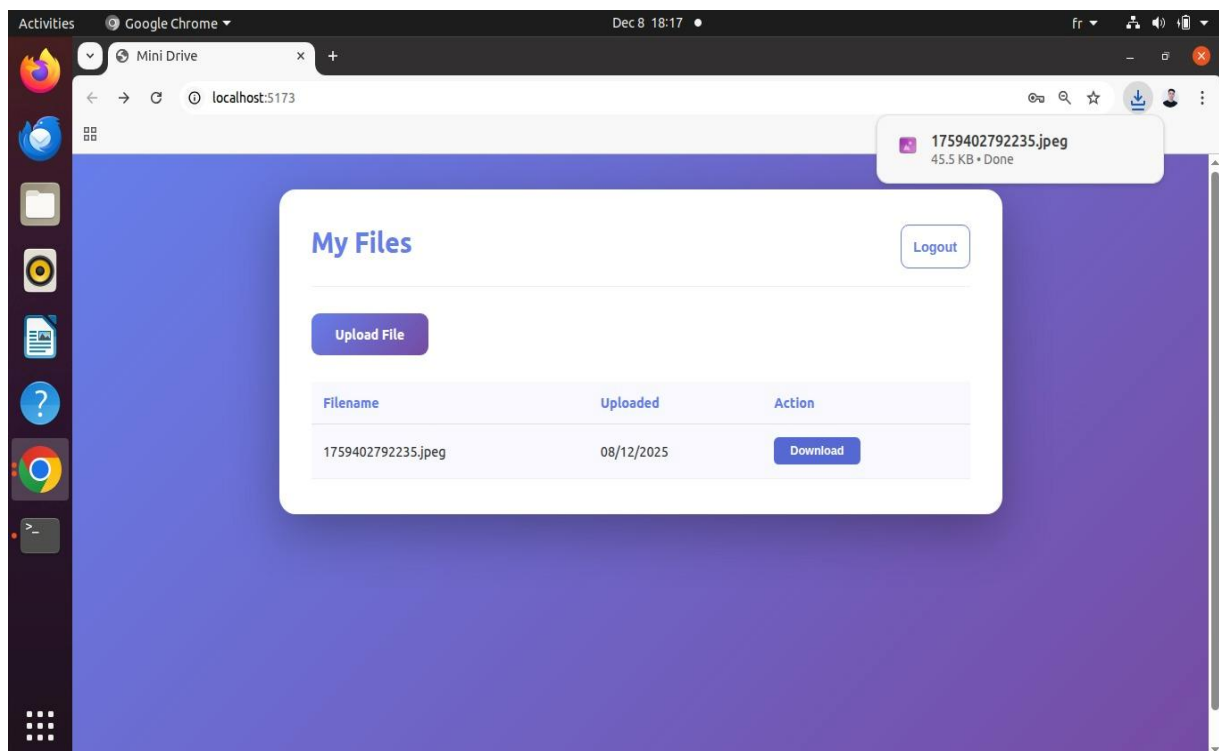 Activities Google Chrome Dec 8 18:17 fr
Mini Drive
localhost:5173
1759402792235.jpeg
45.5 KB • Done
My Files
Logout
Upload File
Filename Uploaded Action
1759402792235.jpeg 08/12/2025 Download